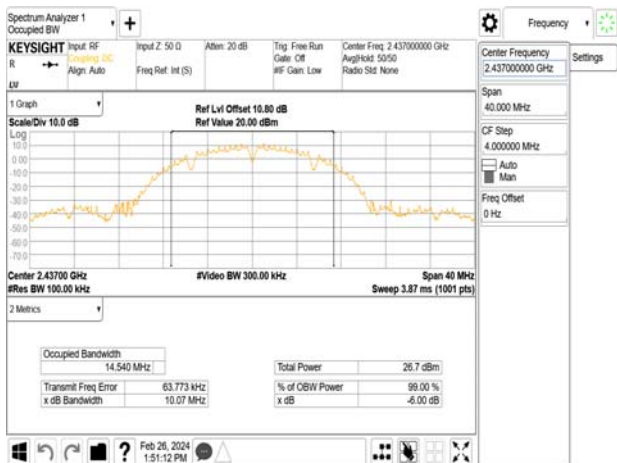 Spectrum Analyzer 1
Occupied BW
Frequency
KEYSIGHT
R
Input: RF
Coupling: DC
Align: Auto
Input Z: 50 Ω
Freq Ref: Int (S)
Atten: 20 dB
Trig: Free Run
Gate: Off
#IF Gain: Low
Center Freq: 2.437000000 GHz
Avg|Hold: 50/50
Radio Std: None
1 Graph
Scale/Div 10.0 dB
Ref Lvl Offset 10.80 dB
Ref Value 20.00 dBm
Log
10.0
0.00
-10.0
-20.0
-30.0
-40.0
-50.0
-60.0
-70.0
Center 2.43700 GHz
#Res BW 100.00 kHz
#Video BW 300.00 kHz
Span 40 MHz
Sweep 3.87 ms (1001 pts)
2 Metrics
Occupied Bandwidth
14.540 MHz
Transmit Freq Error 63.773 kHz
x dB Bandwidth 10.07 MHz
Total Power 26.7 dBm
% of OBW Power 99.00 %
x dB -6.00 dB
Feb 26, 2024
1:51:12 PM
Center Frequency
2.437000000 GHz
Settings
Span
40.000 MHz
CF Step
4.000000 MHz
Auto
Man
Freq Offset
0 Hz